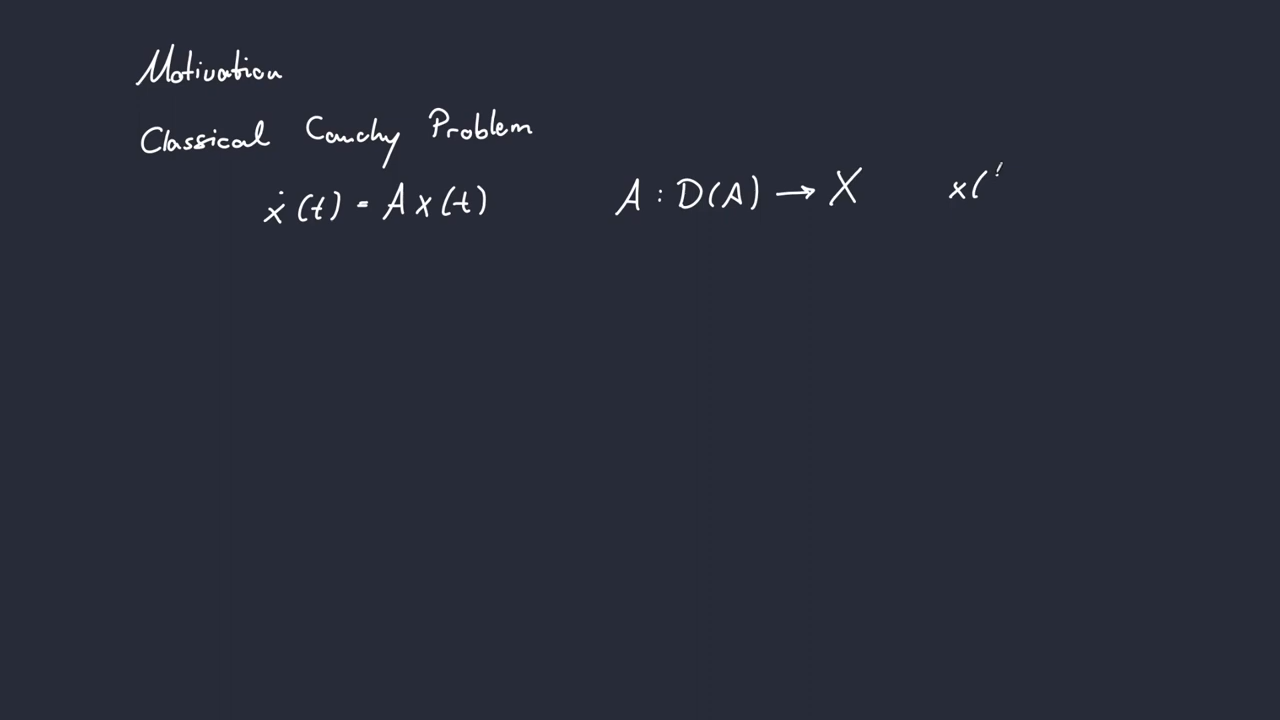 Motivation
Classical Cauchy Problem
ẋ(t) = Ax(t) A : D(A) → X x(